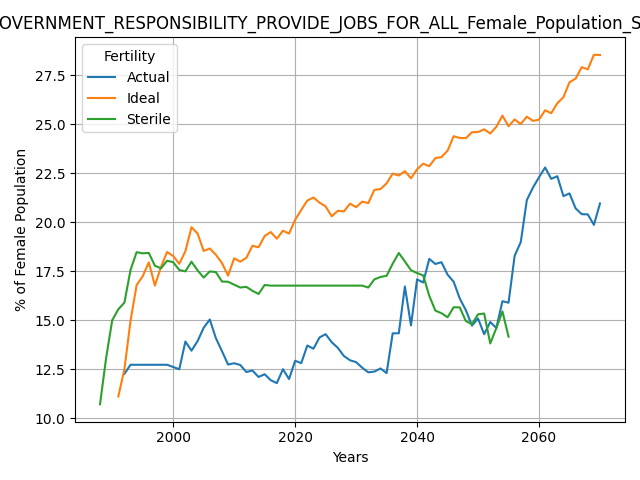 OVERNMENT_RESPONSIBILITY_PROVIDE_JOBS_FOR_ALL_Female_Population_S
Fertility
Actual
Ideal
Sterile
27.5
25.0
22.5
20.0
17.5
15.0
12.5
10.0
% of Female Population
2000 2020 2040 2060
Years